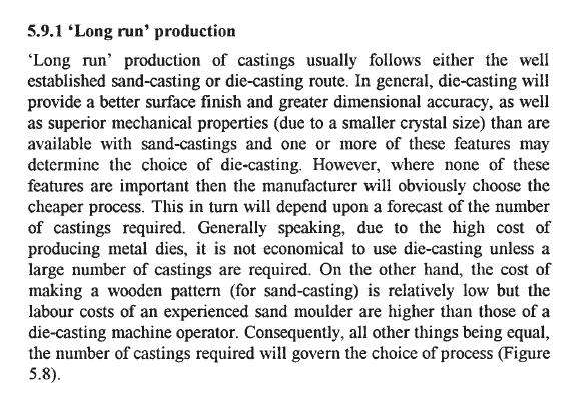 5.9.1 ‘Long run’ production
‘Long run’ production of castings usually follows either the well
established sand-casting or die-casting route. In general, die-casting will
provide a better surface finish and greater dimensional accuracy, as well
as superior mechanical properties (due to a smaller crystal size) than are
available with sand-castings and one or more of these features may
determine the choice of die-casting. However, where none of these
features are important then the manufacturer will obviously choose the
cheaper process. This in turn will depend upon a forecast of the number
of castings required. Generally speaking, due to the high cost of
producing metal dies, it is not economical to use die-casting unless a
large number of castings are required. On the other hand, the cost of
making a wooden pattern (for sand-casting) is relatively low but the
labour costs of an experienced sand moulder are higher than those of a
die-casting machine operator. Consequently, all other things being equal,
the number of castings required will govern the choice of process (Figure
5.8).